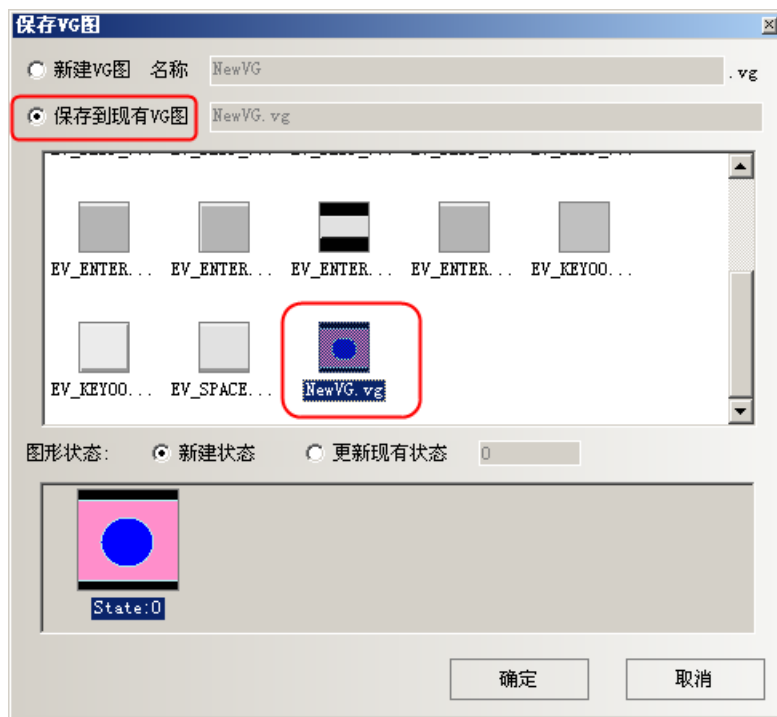 保存VG图
新建VG图 名称 NewVG .vg
保存到现有VG图 NewVG.vg
EV_ENTER... EV_ENTER... EV_ENTER... EV_ENTER... EV_KEY00...
EV_KEY00... EV_SPACE... NewVG.vg
图形状态: 新建状态 更新现有状态 0
State:0
确定 取消